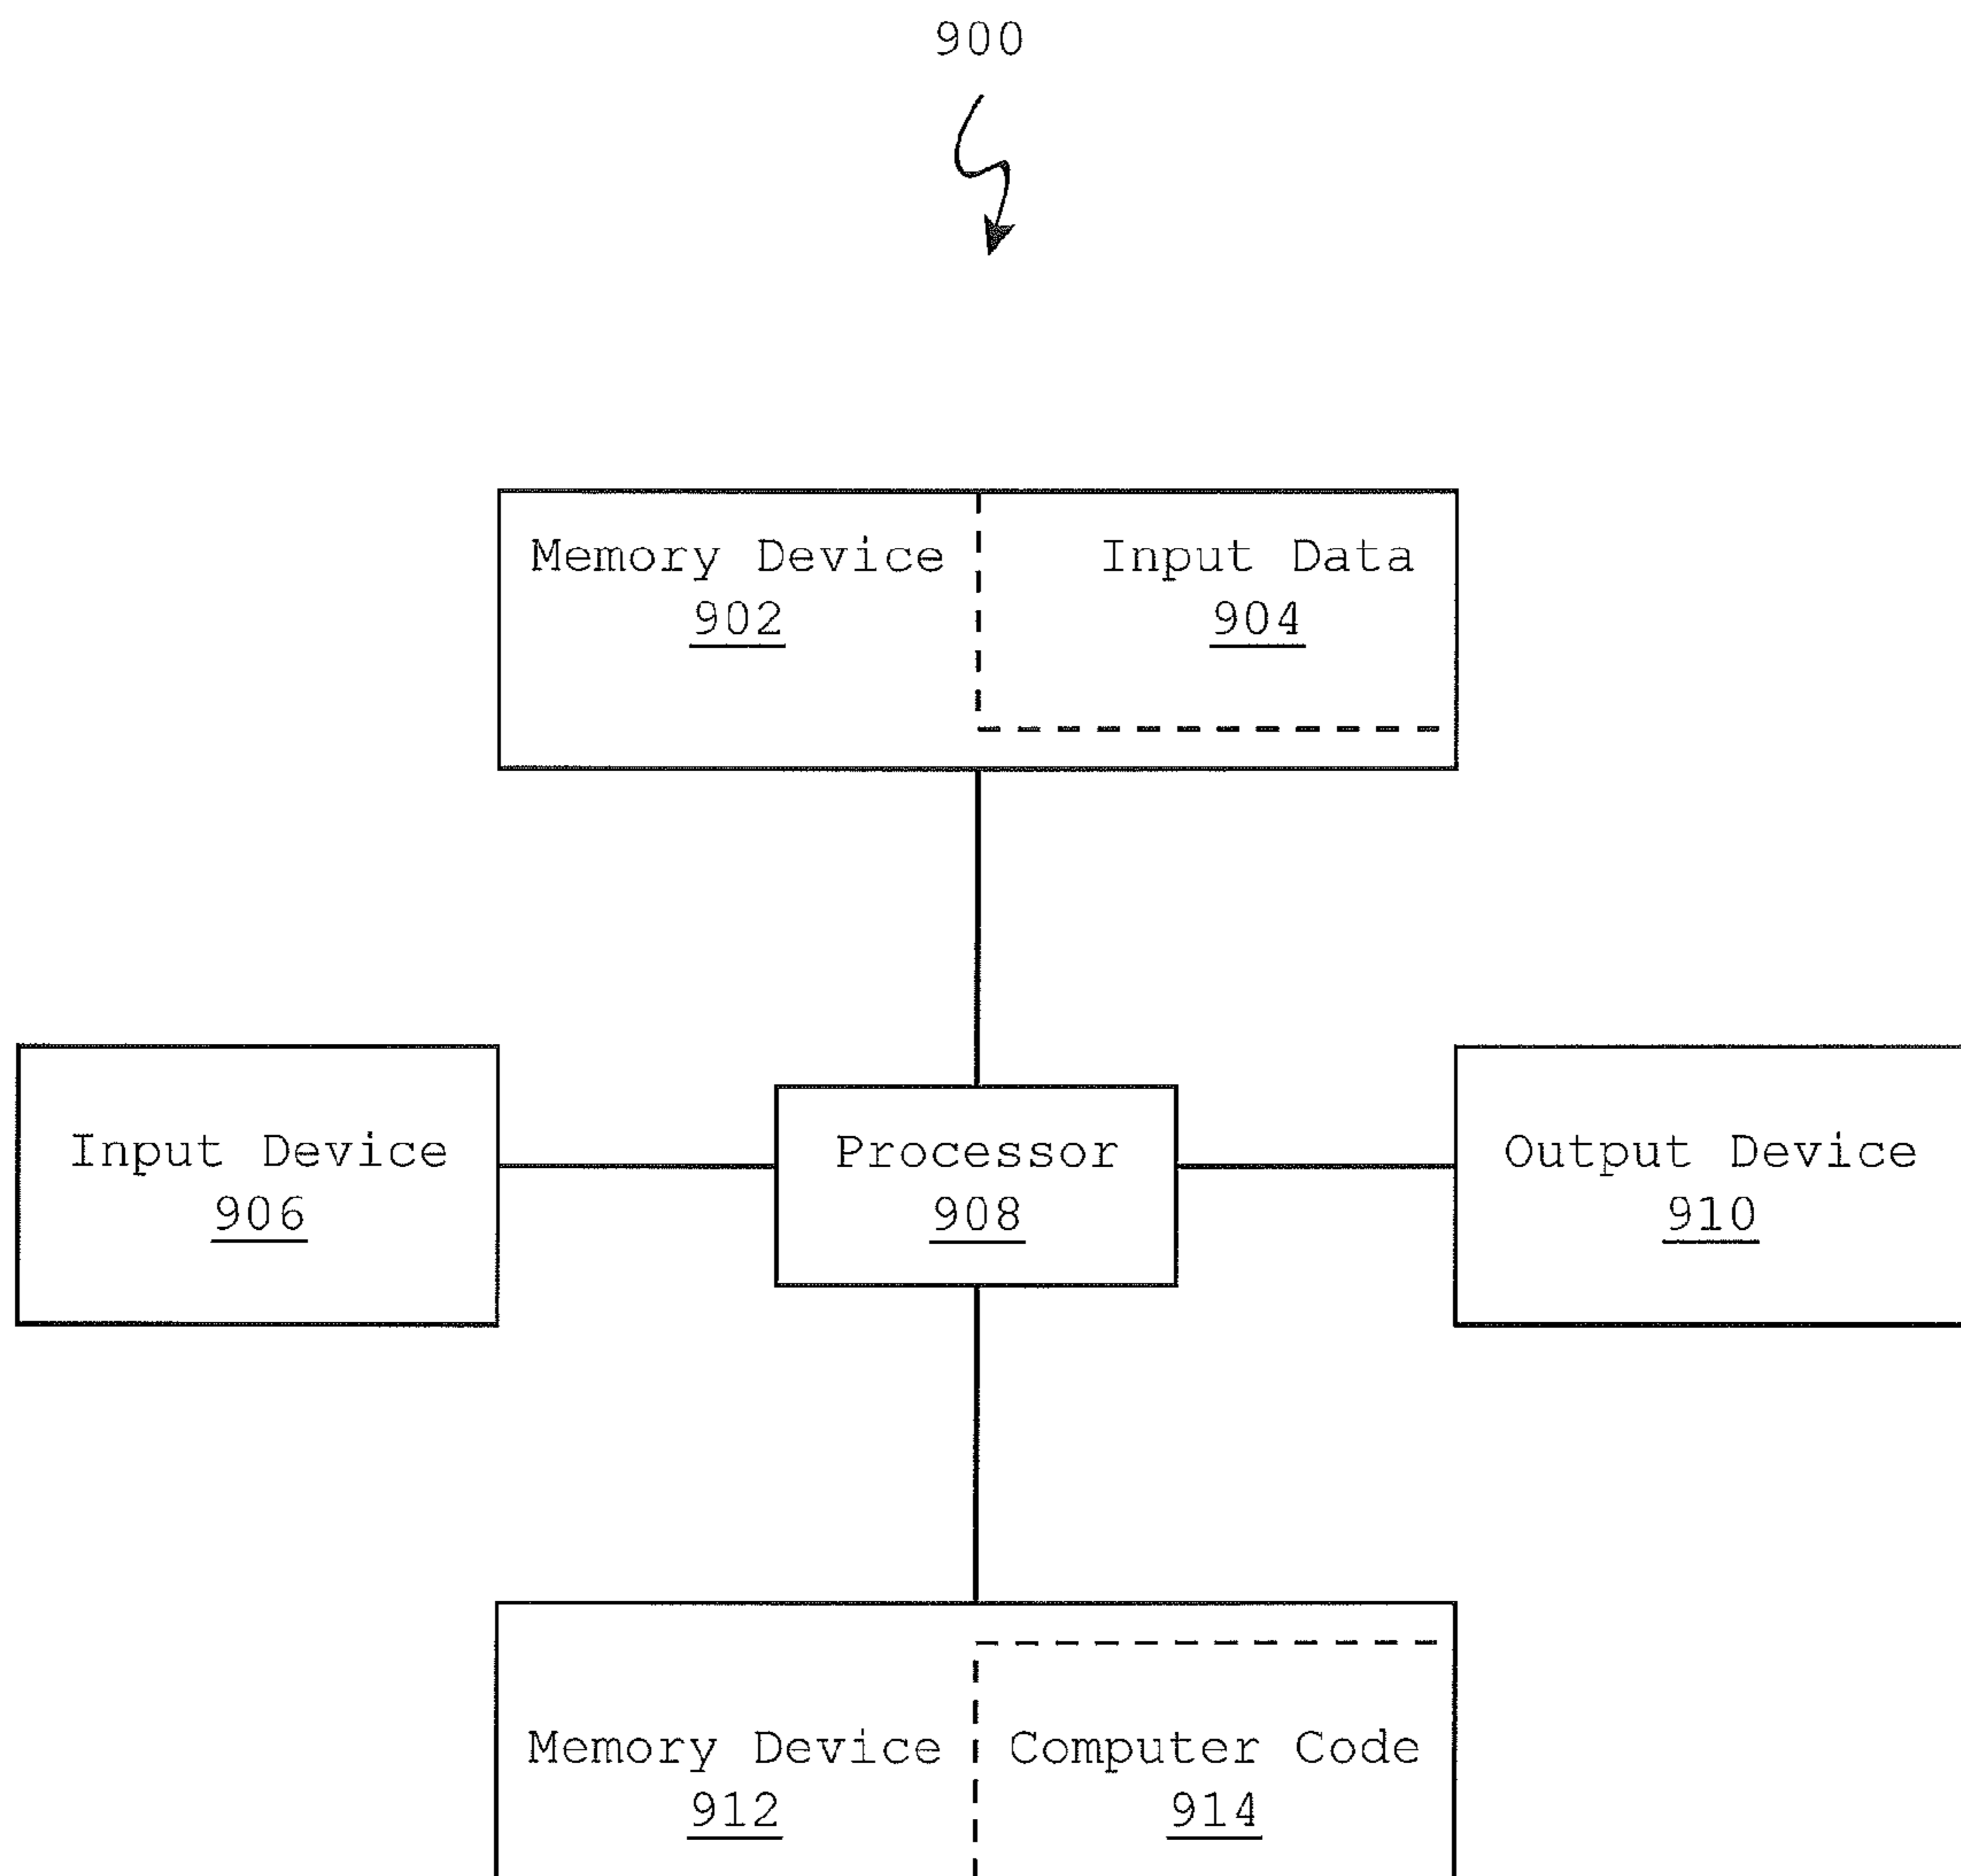 900
Memory Device
902
Input Data
904
Input Device
906
Processor
908
Output Device
910
Memory Device
912
Computer Code
914